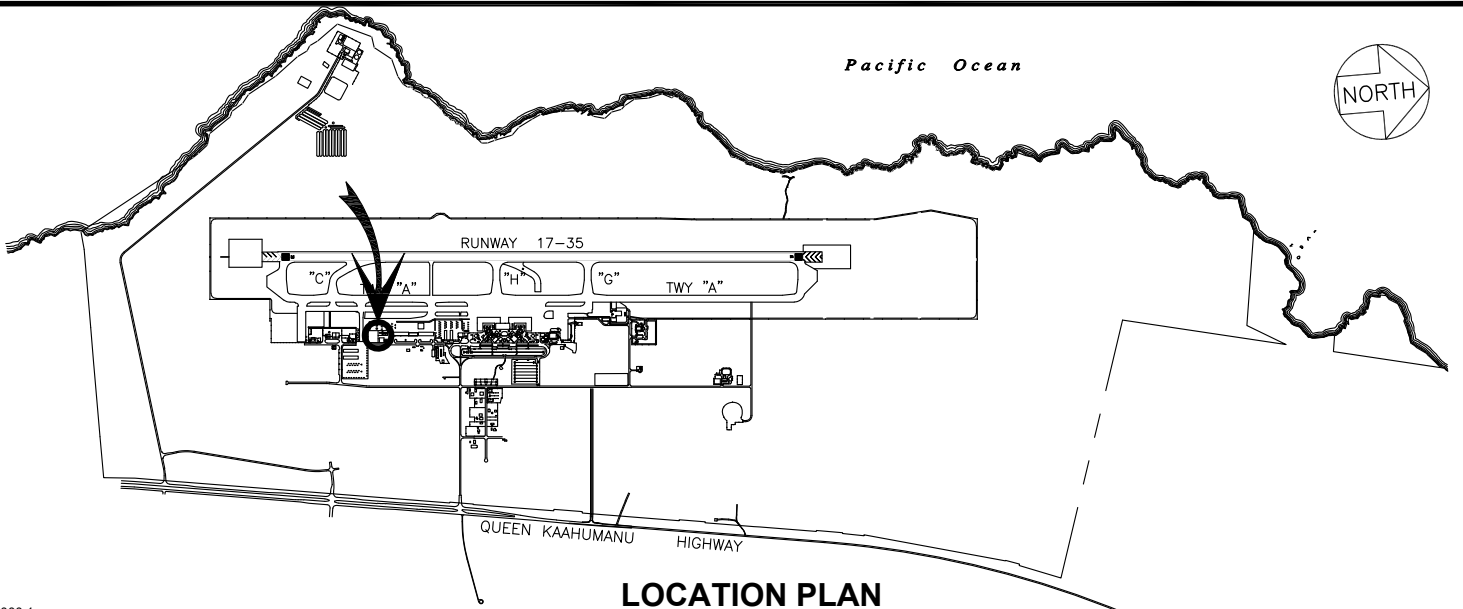 Pacific Ocean
NORTH
RUNWAY 17-35
"C"
"A"
"H"
"G"
TWY "A"
QUEEN KAAHUMANU HIGHWAY
LOCATION PLAN